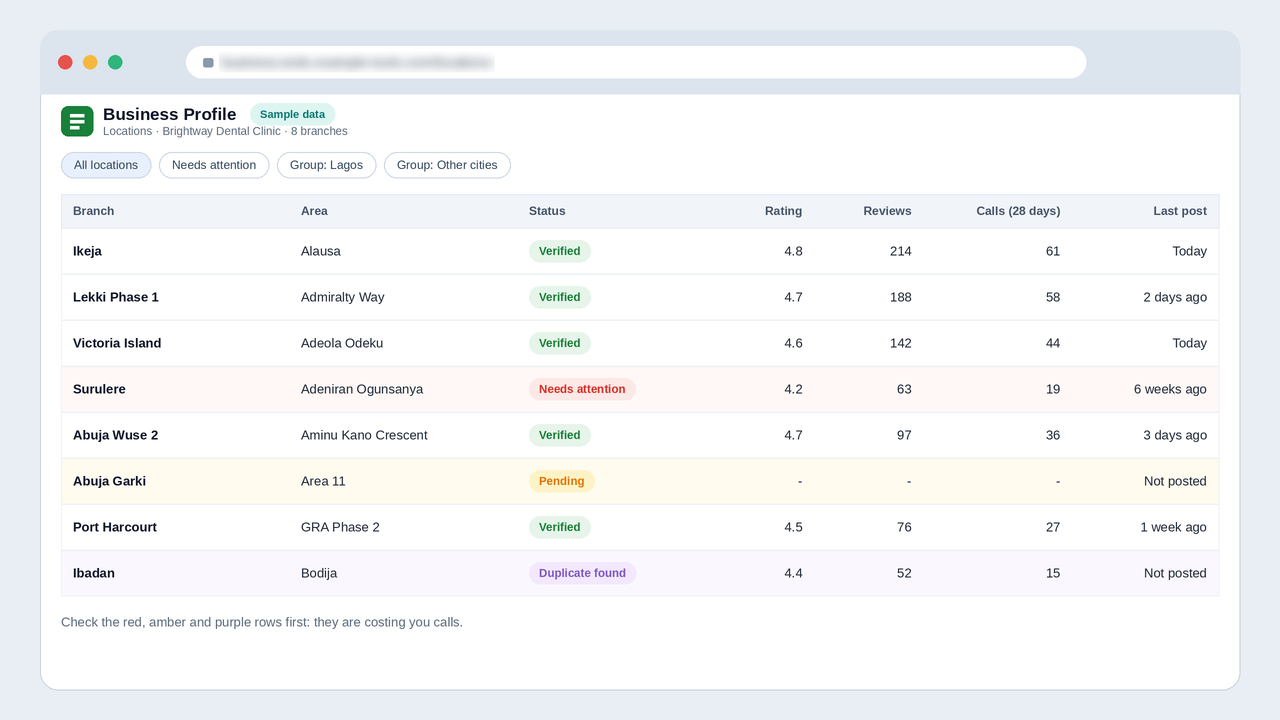 Business Profile
Sample data
Locations · Brightway Dental Clinic · 8 branches
All locations Needs attention Group: Lagos Group: Other cities
Branch Area Status Rating Reviews Calls (28 days) Last post
Ikeja Alausa Verified 4.8 214 61 Today
Lekki Phase 1 Admiralty Way Verified 4.7 188 58 2 days ago
Victoria Island Adeola Odeku Verified 4.6 142 44 Today
Surulere Adeniran Ogunsanya Needs attention 4.2 63 19 6 weeks ago
Abuja Wuse 2 Aminu Kano Crescent Verified 4.7 97 36 3 days ago
Abuja Garki Area 11 Pending - - - Not posted
Port Harcourt GRA Phase 2 Verified 4.5 76 27 1 week ago
Ibadan Bodija Duplicate found 4.4 52 15 Not posted
Check the red, amber and purple rows first: they are costing you calls.